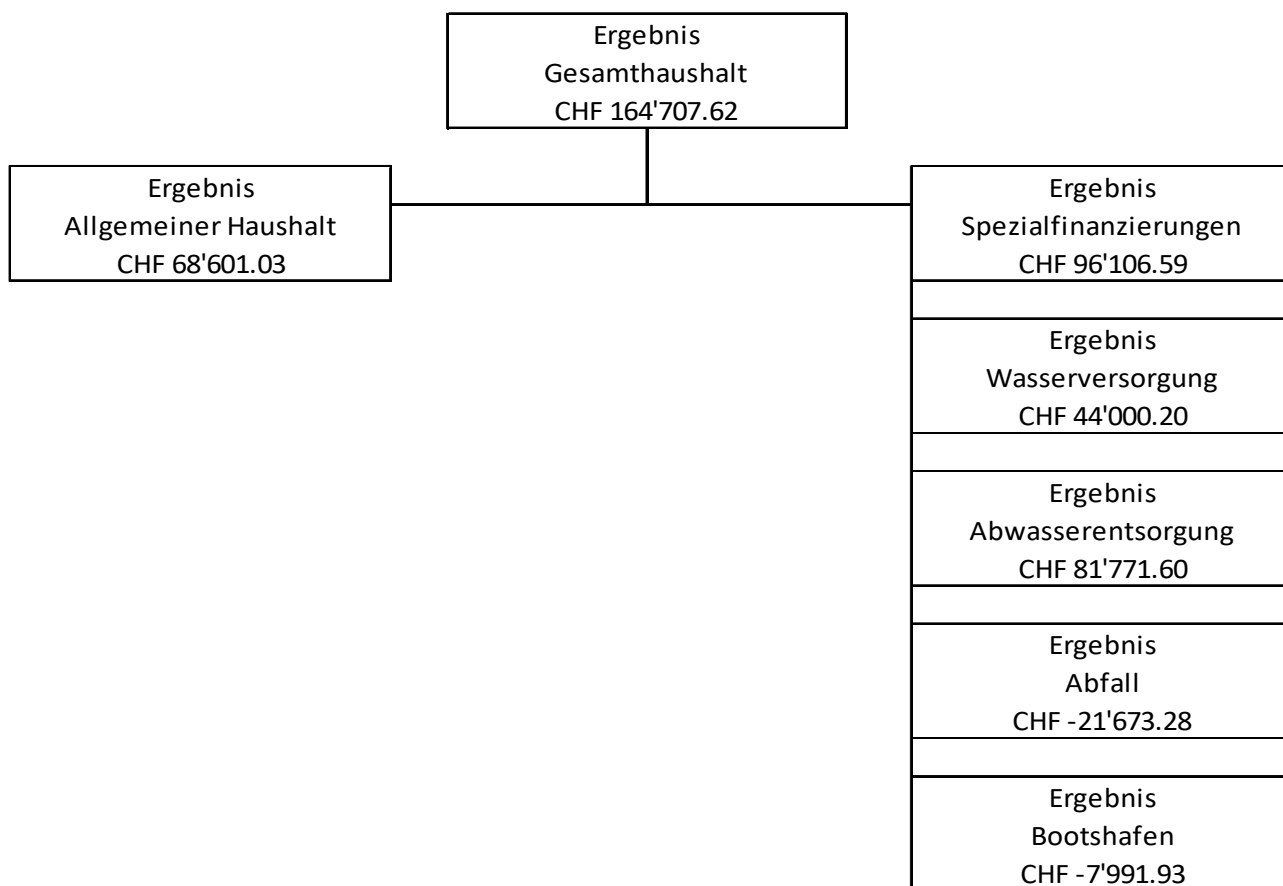 Ergebnis
Gesamthaushalt
CHF 164'707.62
Ergebnis
Allgemeiner Haushalt
CHF 68'601.03
Ergebnis
Spezialfinanzierungen
CHF 96'106.59
Ergebnis
Wasserversorgung
CHF 44'000.20
Ergebnis
Abwasserentsorgung
CHF 81'771.60
Ergebnis
Abfall
CHF -21'673.28
Ergebnis
Bootshafen
CHF -7'991.93